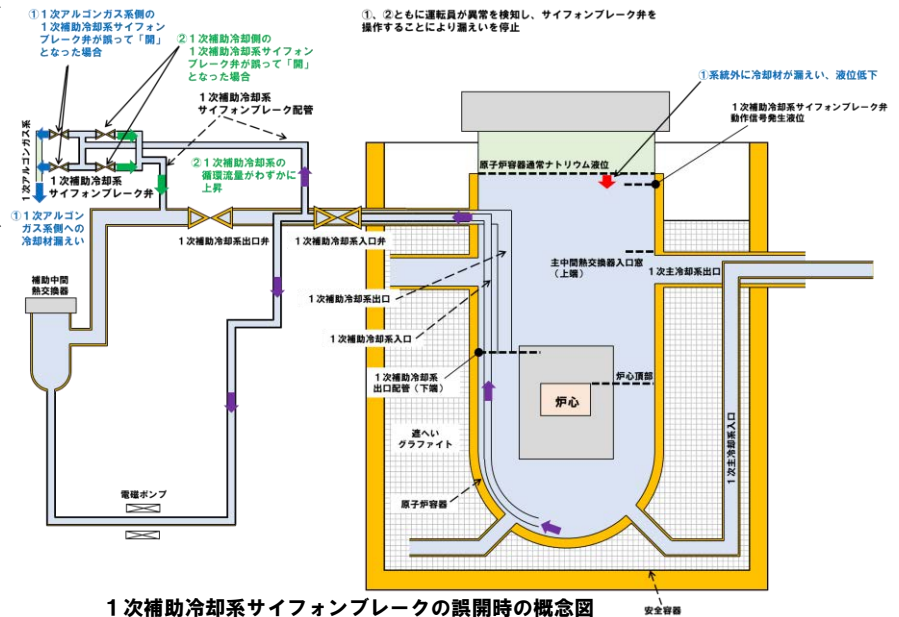 ①１次アルゴンガス系側の
１次補助冷却系サイフォン
ブレーク弁が誤って「開」
となった場合
②１次補助冷却側の
１次補助冷却系サイフォン
ブレーク弁が誤って「開」
となった場合
①、②ともに運転員が異常を検知し、サイフォンブレーク弁を
操作することにより漏えいを停止
①系統外に冷却材が漏えい、液位低下
１次補助冷却系サイフォンブレーク弁
動作信号発生液位
１次補助冷却系
サイフォンブレーク配管
１次アルゴンガス系
１次補助冷却系
サイフォンブレーク弁
②１次補助冷却系の
循環流量がわずかに
上昇
原子炉容器通常ナトリウム液位
①１次アルゴン
ガス系側への
冷却材漏えい
１次補助冷却系出口弁
１次補助冷却系入口弁
主中間熱交換器入口窓
（上端）
１次主冷却系出口
補助中間
熱交換器
１次補助冷却系出口
１次補助冷却系入口
１次補助冷却系
出口配管（下端）
炉心頂部
炉心
遮へい
グラファイト
１次主冷却系入口
電磁ポンプ
原子炉容器
安全容器
１次補助冷却系サイフォンブレークの誤開時の概念図